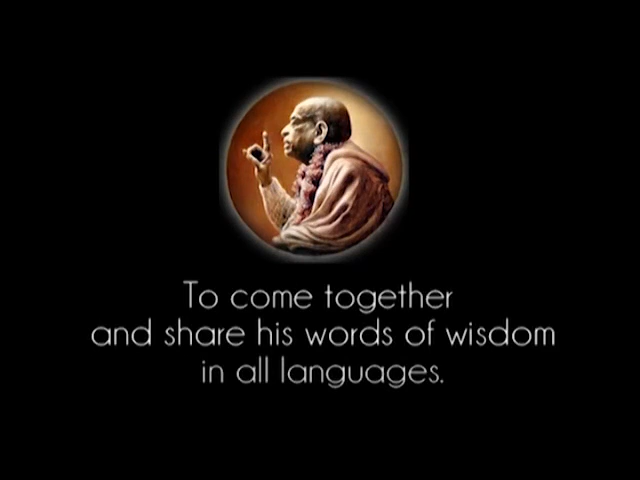 To come together
and share his words of wisdom
in all languages.